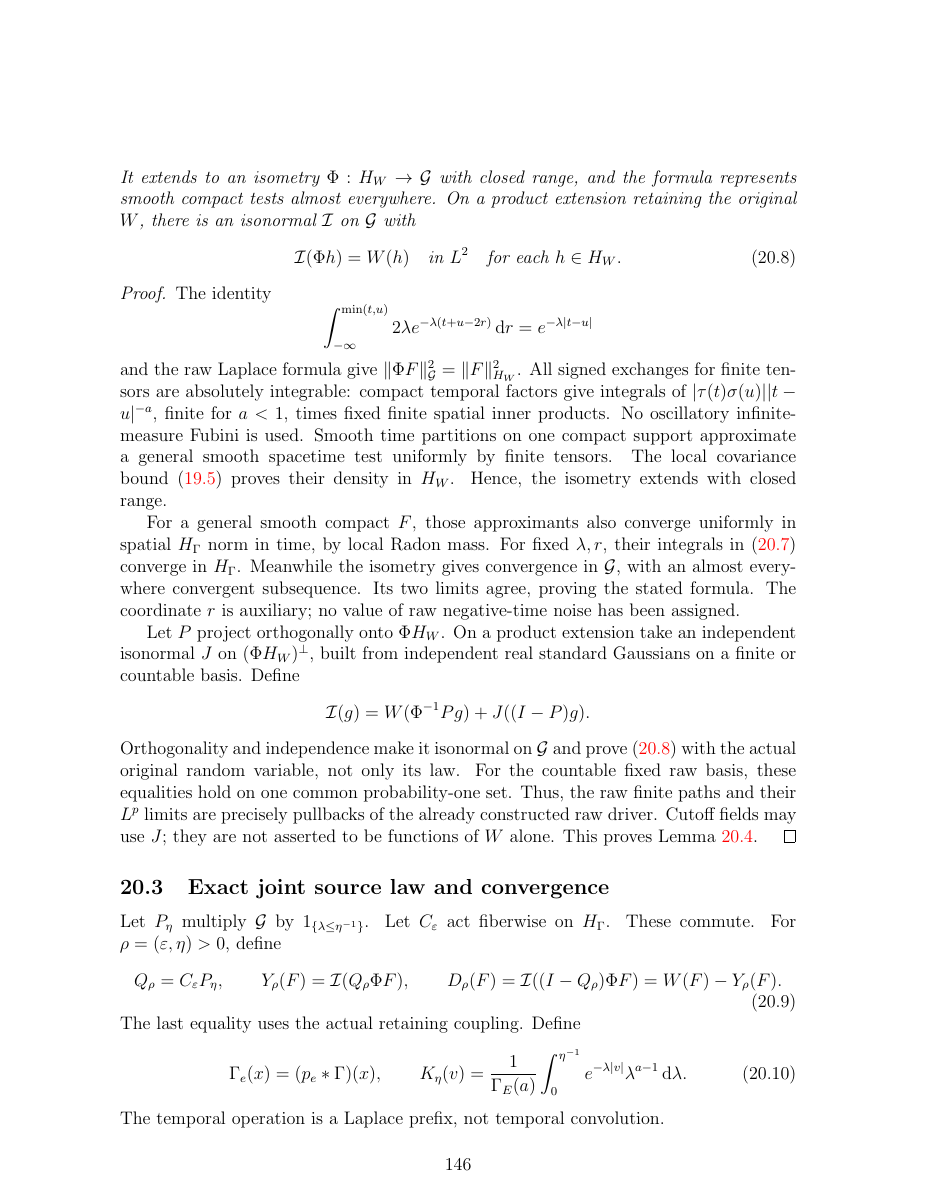 It extends to an isometry Φ : H_W → 𝒢 with closed range, and the formula represents
smooth compact tests almost everywhere. On a product extension retaining the original
W, there is an isonormal ℐ on 𝒢 with
ℐ(Φh) = W(h) in L² for each h ∈ H_W. (20.8)
Proof. The identity
∫_{−∞}^{min(t,u)} 2λe^{−λ(t+u−2r)} dr = e^{−λ|t−u|}
and the raw Laplace formula give ‖ΦF‖²_𝒢 = ‖F‖²_{H_W}. All signed exchanges for finite ten-
sors are absolutely integrable: compact temporal factors give integrals of |τ(t)σ(u)||t −
u|^{−a}, finite for a < 1, times fixed finite spatial inner products. No oscillatory infinite-
measure Fubini is used. Smooth time partitions on one compact support approximate
a general smooth spacetime test uniformly by finite tensors. The local covariance
bound (19.5) proves their density in H_W. Hence, the isometry extends with closed
range.
For a general smooth compact F, those approximants also converge uniformly in
spatial H_Γ norm in time, by local Radon mass. For fixed λ, r, their integrals in (20.7)
converge in H_Γ. Meanwhile the isometry gives convergence in 𝒢, with an almost every-
where convergent subsequence. Its two limits agree, proving the stated formula. The
coordinate r is auxiliary; no value of raw negative-time noise has been assigned.
Let P project orthogonally onto ΦH_W. On a product extension take an independent
isonormal J on (ΦH_W)^⊥, built from independent real standard Gaussians on a finite or
countable basis. Define
ℐ(g) = W(Φ^{−1}Pg) + J((I − P)g).
Orthogonality and independence make it isonormal on 𝒢 and prove (20.8) with the actual
original random variable, not only its law. For the countable fixed raw basis, these
equalities hold on one common probability-one set. Thus, the raw finite paths and their
L^p limits are precisely pullbacks of the already constructed raw driver. Cutoff fields may
use J; they are not asserted to be functions of W alone. This proves Lemma 20.4. □
20.3 Exact joint source law and convergence
Let P_η multiply 𝒢 by 1_{{λ≤η^{−1}}}. Let C_ε act fiberwise on H_Γ. These commute. For
ρ = (ε, η) > 0, define
Q_ρ = C_εP_η, Y_ρ(F) = ℐ(Q_ρΦF), D_ρ(F) = ℐ((I − Q_ρ)ΦF) = W(F) − Y_ρ(F).
(20.9)
The last equality uses the actual retaining coupling. Define
Γ_e(x) = (p_e ∗ Γ)(x), K_η(v) = \frac{1}{Γ_E(a)} ∫_0^{η^{−1}} e^{−λ|v|}λ^{a−1} dλ. (20.10)
The temporal operation is a Laplace prefix, not temporal convolution.
146